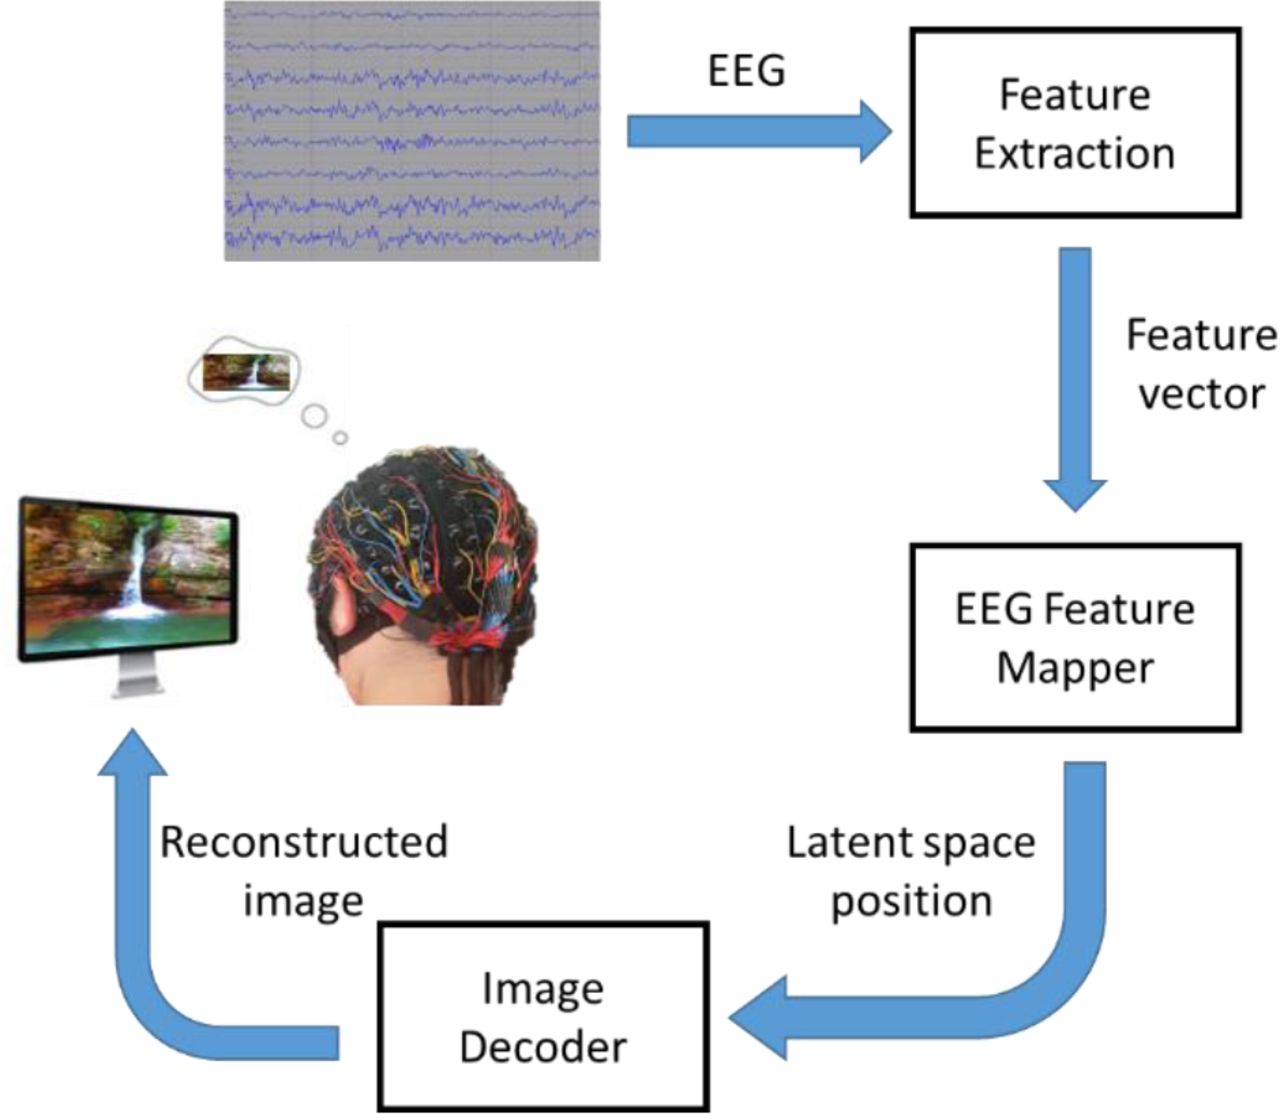 EEG
Feature
Extraction
Feature
vector
EEG Feature
Mapper
Latent space
position
Image
Decoder
Reconstructed
image